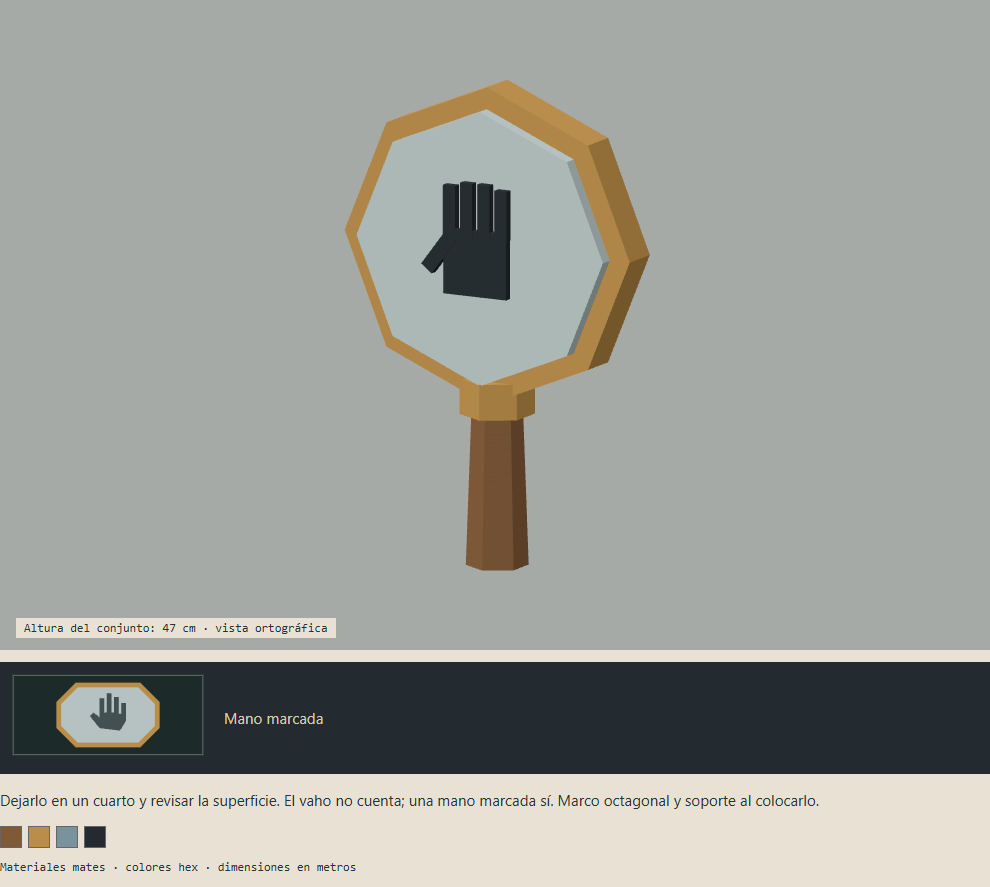 Altura del conjunto: 47 cm · vista ortográfica
Mano marcada
Dejarlo en un cuarto y revisar la superficie. El vaho no cuenta; una mano marcada sí. Marco octagonal y soporte al colocarlo.
Materiales mates · colores hex · dimensiones en metros